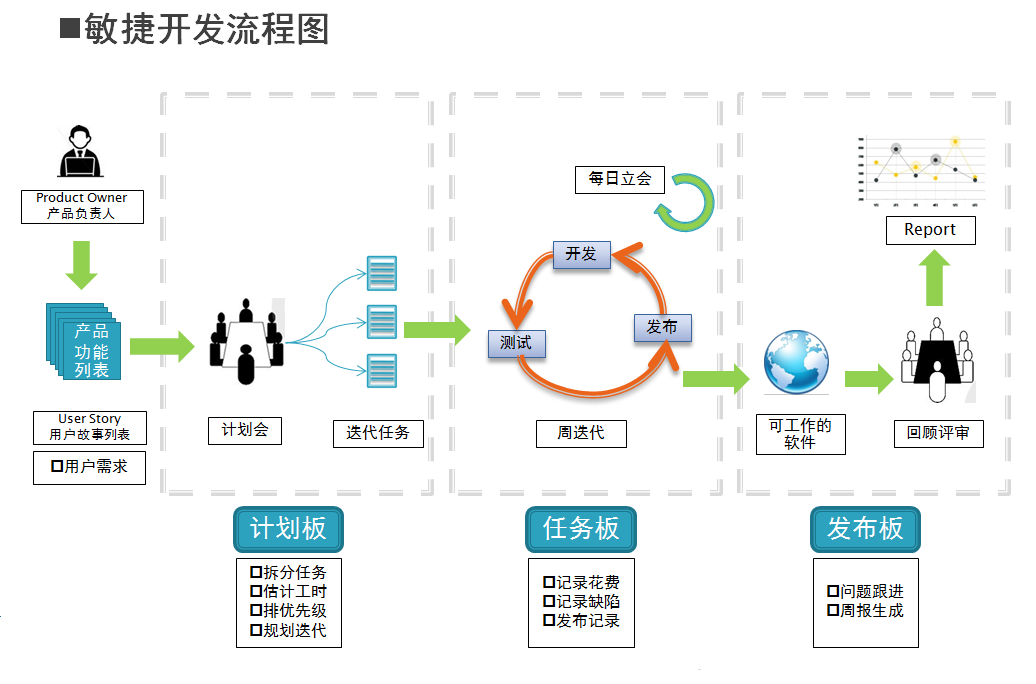 敏捷开发流程图
Product Owner
产品负责人
产品
功能
列表
User Story
用户故事列表
用户需求
计划会
迭代任务
计划板
拆分任务
估计工时
排优先级
规划迭代
每日立会
开发
测试
发布
周迭代
任务板
记录花费
记录缺陷
发布记录
可工作的
软件
Report
回顾评审
发布板
问题跟进
周报生成